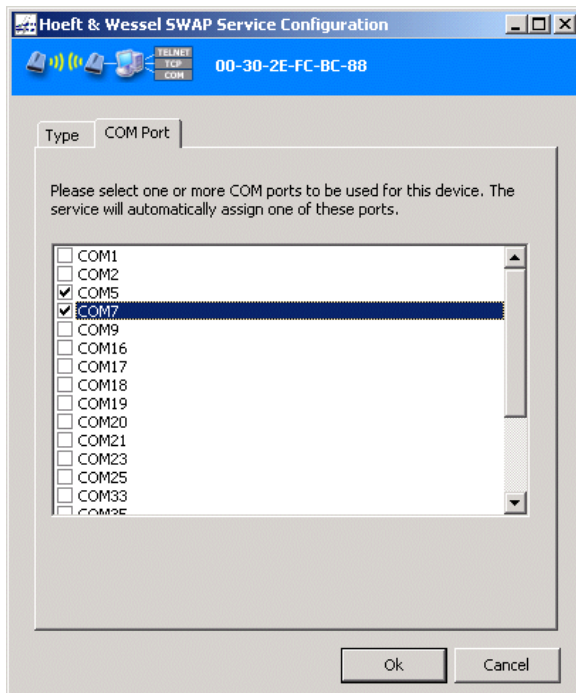 Hoeft & Wessel SWAP Service Configuration
TELNET
TCP
COM
00-30-2E-FC-BC-88
Type
COM Port
Please select one or more COM ports to be used for this device. The
service will automatically assign one of these ports.
COM1
COM2
COM5
COM7
COM9
COM16
COM17
COM18
COM19
COM20
COM21
COM23
COM25
COM33
Ok
Cancel